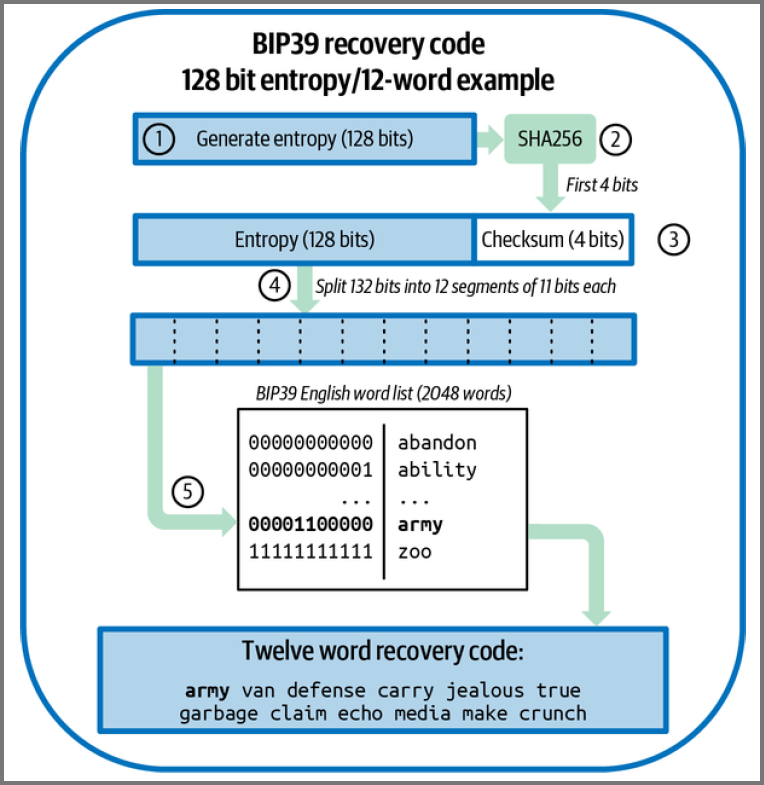 BIP39 recovery code
128 bit entropy/12-word example
1 Generate entropy (128 bits) SHA256 2
First 4 bits
Entropy (128 bits) Checksum (4 bits) 3
4 Split 132 bits into 12 segments of 11 bits each
BIP39 English word list (2048 words)
00000000000 abandon
00000000001 ability
... ...
5
00001100000 army
11111111111 zoo
Twelve word recovery code:
army van defense carry jealous true
garbage claim echo media make crunch